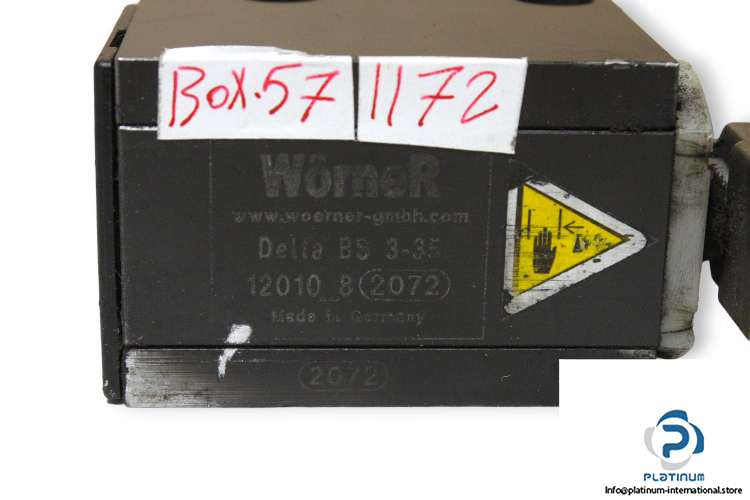 Box.57 1172
WörneR
www.woerner-gmbh.com
Delta BS 3-35
12010_8 2072
Made in Germany
2072
PLATINUM
Info@platinum-international.store